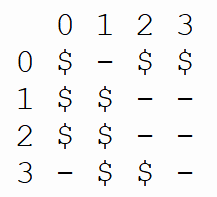 0 1 2 3
0 $ - $ $
1 $ $ - -
2 $ $ - -
3 - $ $ -